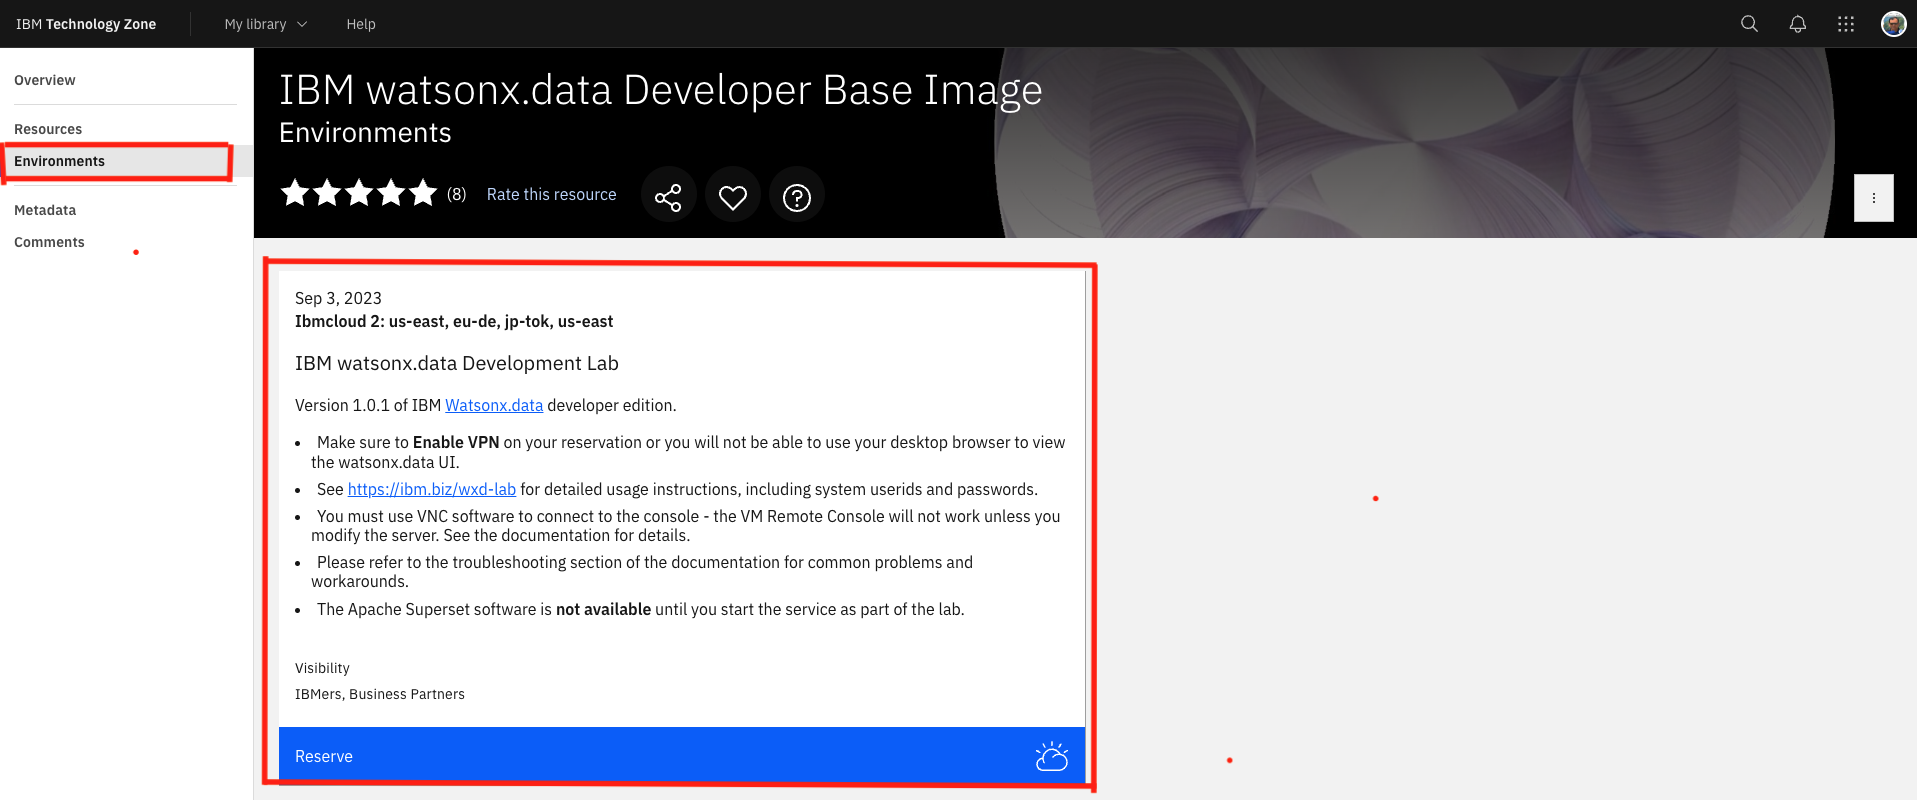 IBM Technology Zone
My library
Help
Overview
Resources
Environments
Metadata
Comments
IBM watsonx.data Developer Base Image
Environments
(8)
Rate this resource
Sep 3, 2023
Ibmcloud 2: us-east, eu-de, jp-tok, us-east
IBM watsonx.data Development Lab
Version 1.0.1 of IBM Watsonx.data developer edition.
• Make sure to Enable VPN on your reservation or you will not be able to use your desktop browser to view
the watsonx.data UI.
• See https://ibm.biz/wxd-lab for detailed usage instructions, including system userids and passwords.
• You must use VNC software to connect to the console - the VM Remote Console will not work unless you
modify the server. See the documentation for details.
• Please refer to the troubleshooting section of the documentation for common problems and
workarounds.
• The Apache Superset software is not available until you start the service as part of the lab.
Visibility
IBMers, Business Partners
Reserve